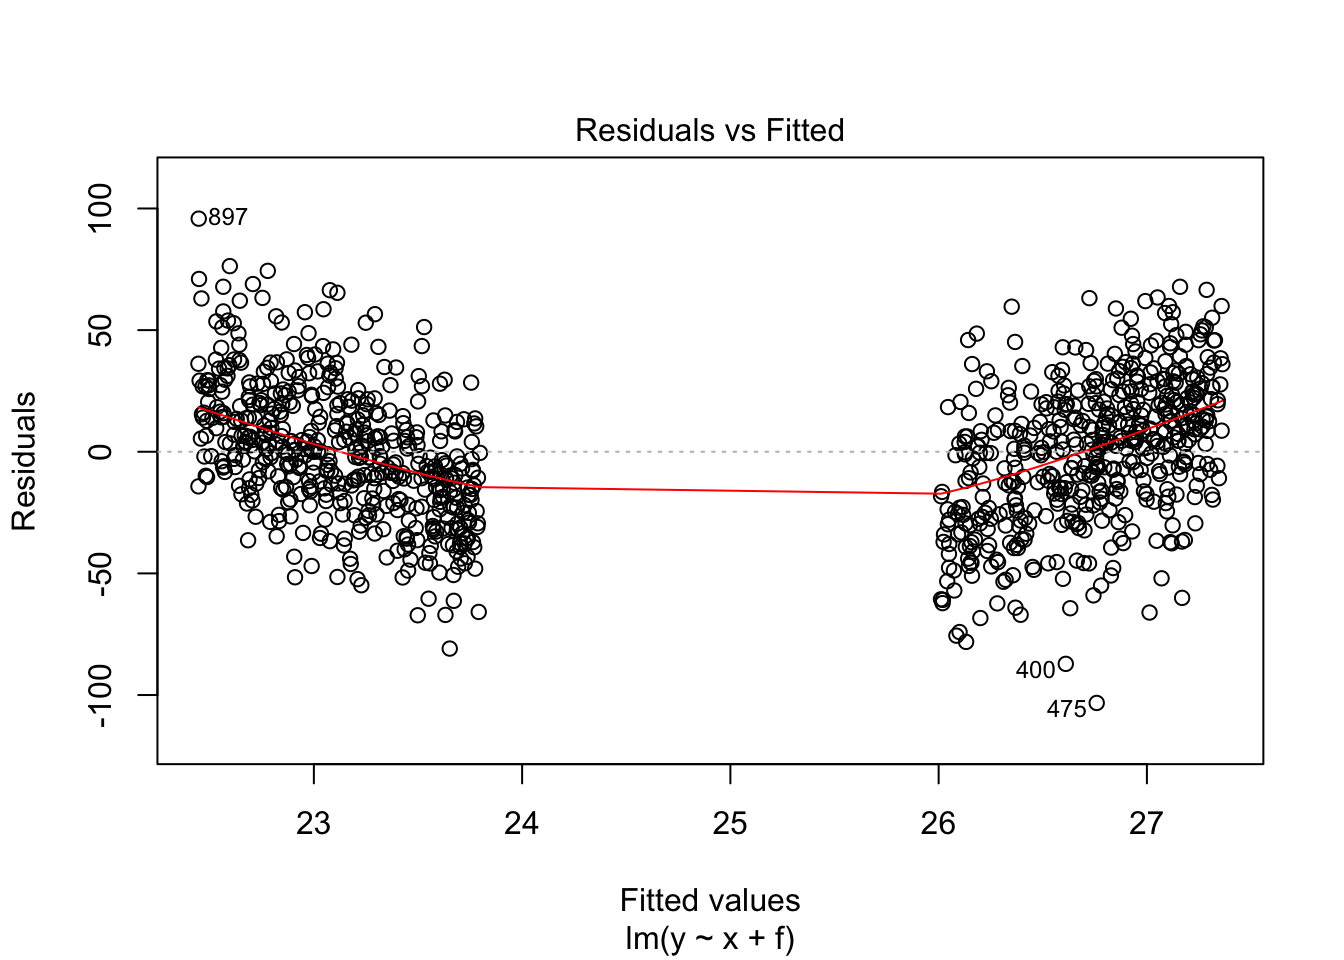 Residuals vs Fitted
Residuals
100
50
0
-50
-100
897
400
475
23 24 25 26 27
Fitted values
lm(y ~ x + f)